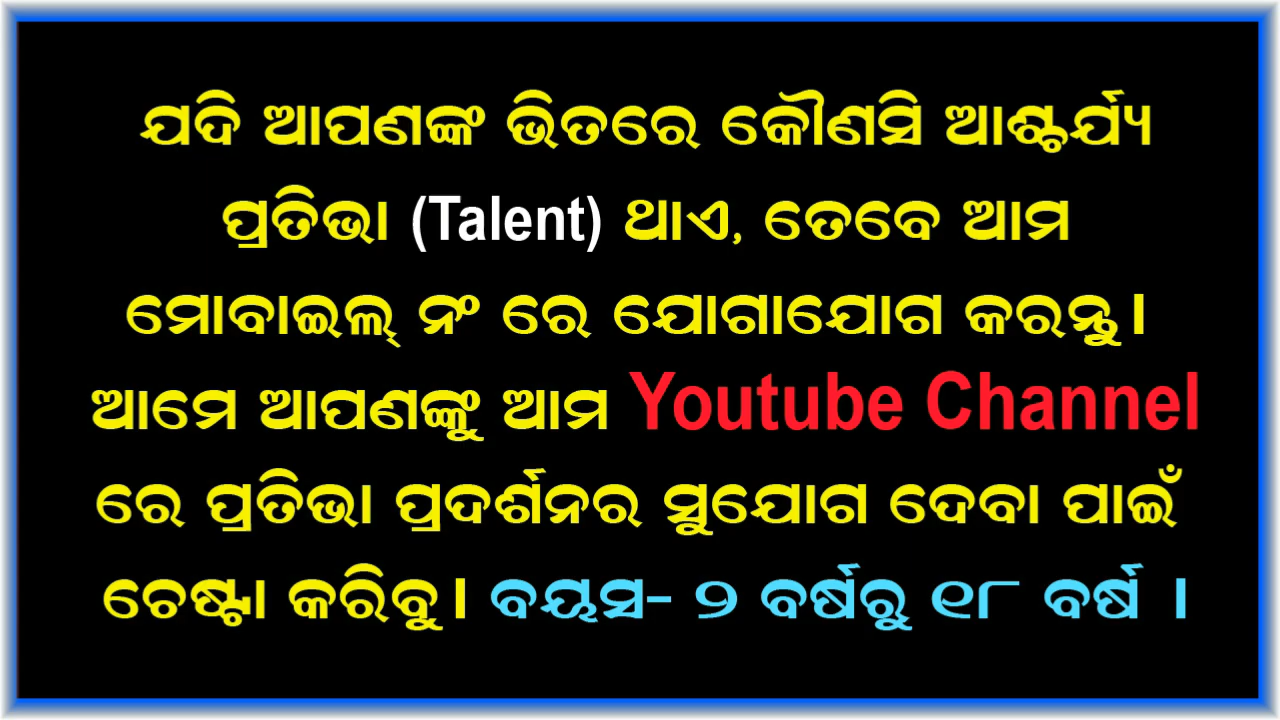 ଯଦି ଆପଣଙ୍କ ଭିତରେ କୌଣସି ଆଶ୍ଚର୍ଯ୍ୟ
ପ୍ରତିଭା (Talent) ଥାଏ, ତେବେ ଆମ
ମୋବାଇଲ୍ ନଂ ରେ ଯୋଗାଯୋଗ କରନ୍ତୁ।
ଆମେ ଆପଣଙ୍କୁ ଆମ Youtube Channel
ରେ ପ୍ରତିଭା ପ୍ରଦର୍ଶନର ସୁଯୋଗ ଦେବା ପାଇଁ
ଚେଷ୍ଟା କରିବୁ। ବୟସ- ୨ ବର୍ଷରୁ ୧୮ ବର୍ଷ ।